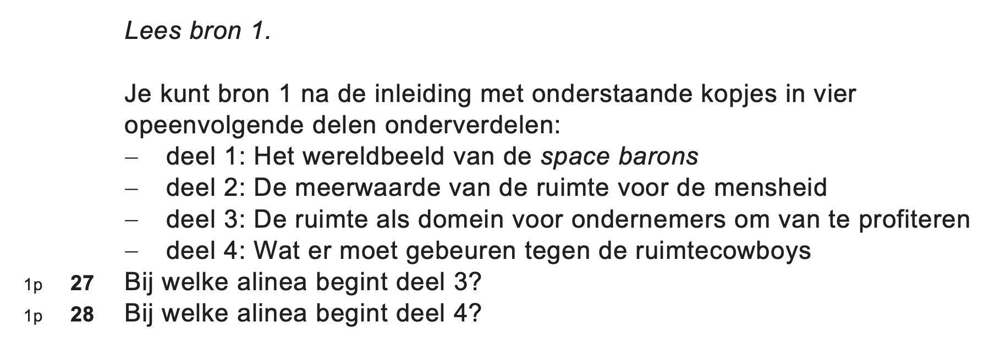 Lees bron 1.
Je kunt bron 1 na de inleiding met onderstaande kopjes in vier
opeenvolgende delen onderverdelen:
– deel 1: Het wereldbeeld van de space barons
– deel 2: De meerwaarde van de ruimte voor de mensheid
– deel 3: De ruimte als domein voor ondernemers om van te profiteren
– deel 4: Wat er moet gebeuren tegen de ruimtecowboys
1p 27 Bij welke alinea begint deel 3?
1p 28 Bij welke alinea begint deel 4?